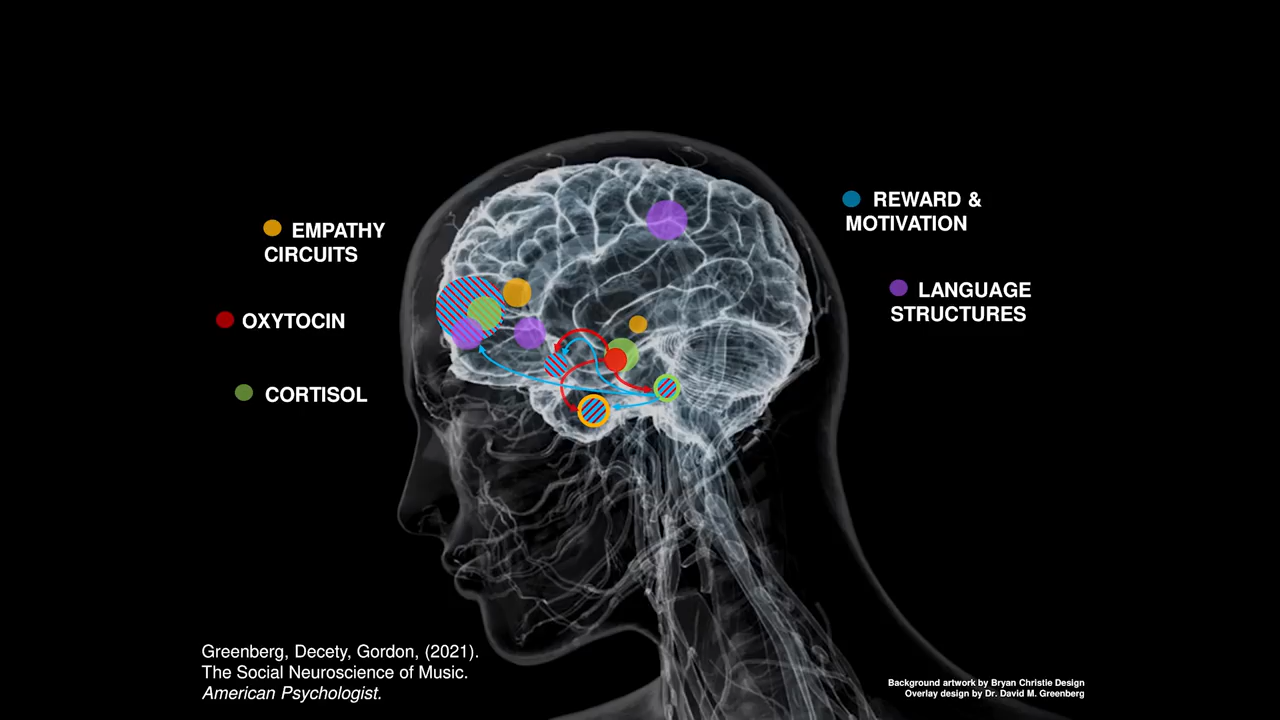 EMPATHY
CIRCUITS
OXYTOCIN
CORTISOL
REWARD &
MOTIVATION
LANGUAGE
STRUCTURES
Greenberg, Decety, Gordon, (2021).
The Social Neuroscience of Music.
American Psychologist.
Background artwork by Bryan Christie Design
Overlay design by Dr. David M. Greenberg